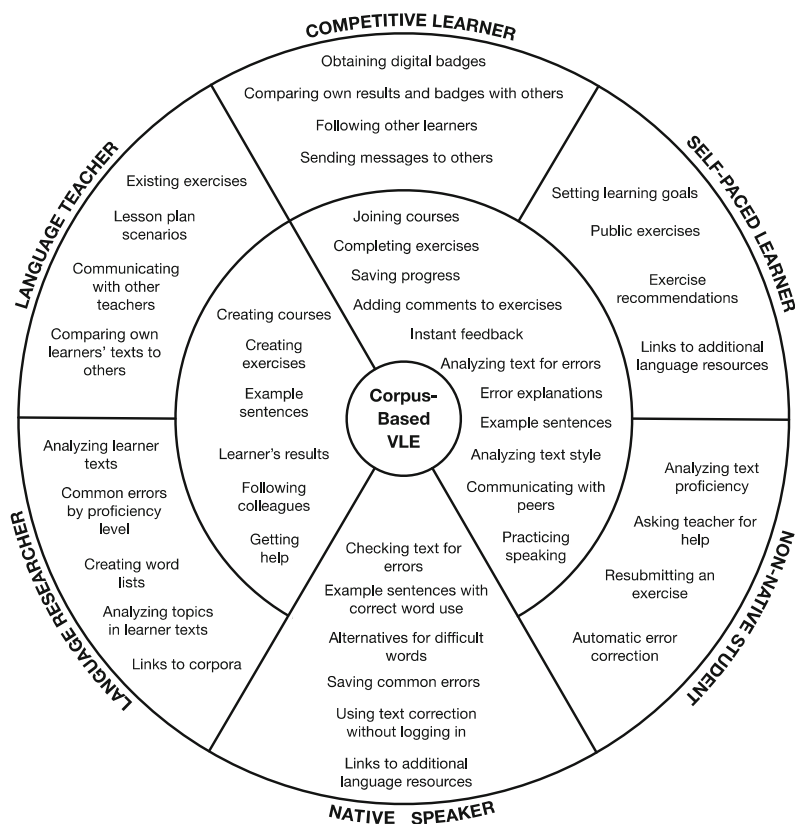 COMPETITIVE LEARNER
Obtaining digital badges
Comparing own results and badges with others
Following other learners
Sending messages to others
SELF-PACED LEARNER
Setting learning goals
Public exercises
Exercise
recommendations
Links to additional
language resources
NON-NATIVE STUDENT
Analyzing text
proficiency
Asking teacher for
help
Resubmitting an
exercise
Automatic error
correction
NATIVE SPEAKER
Checking text for
errors
Example sentences with
correct word use
Alternatives for difficult
words
Saving common errors
Using text correction
without logging in
Links to additional
language resources
LANGUAGE RESEARCHER
Analyzing learner
texts
Common errors
by proficiency
level
Creating word
lists
Analyzing topics
in learner texts
Links to corpora
LANGUAGE TEACHER
Existing exercises
Lesson plan
scenarios
Communicating
with other
teachers
Comparing own
learners' texts to
others
Joining courses
Completing exercises
Saving progress
Adding comments to exercises
Instant feedback
Analyzing text for errors
Error explanations
Example sentences
Analyzing text style
Communicating with
peers
Practicing
speaking
Creating courses
Creating
exercises
Example
sentences
Learner's results
Following
colleagues
Getting
help
Corpus-
Based
VLE